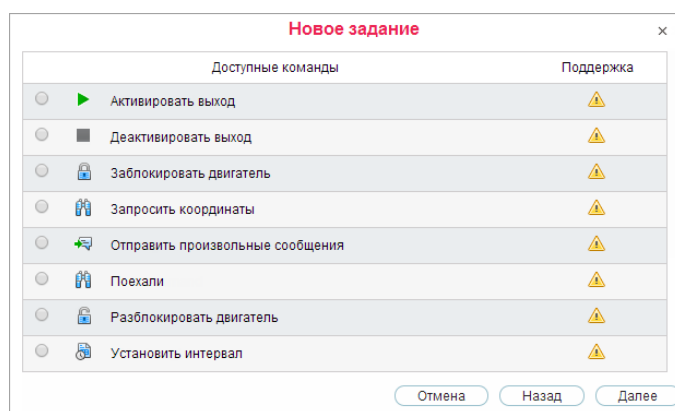 Новое задание
Доступные команды Поддержка
Активировать выход
Деактивировать выход
Заблокировать двигатель
Запросить координаты
Отправить произвольные сообщения
Поехали
Разблокировать двигатель
Установить интервал
Отмена Назад Далее